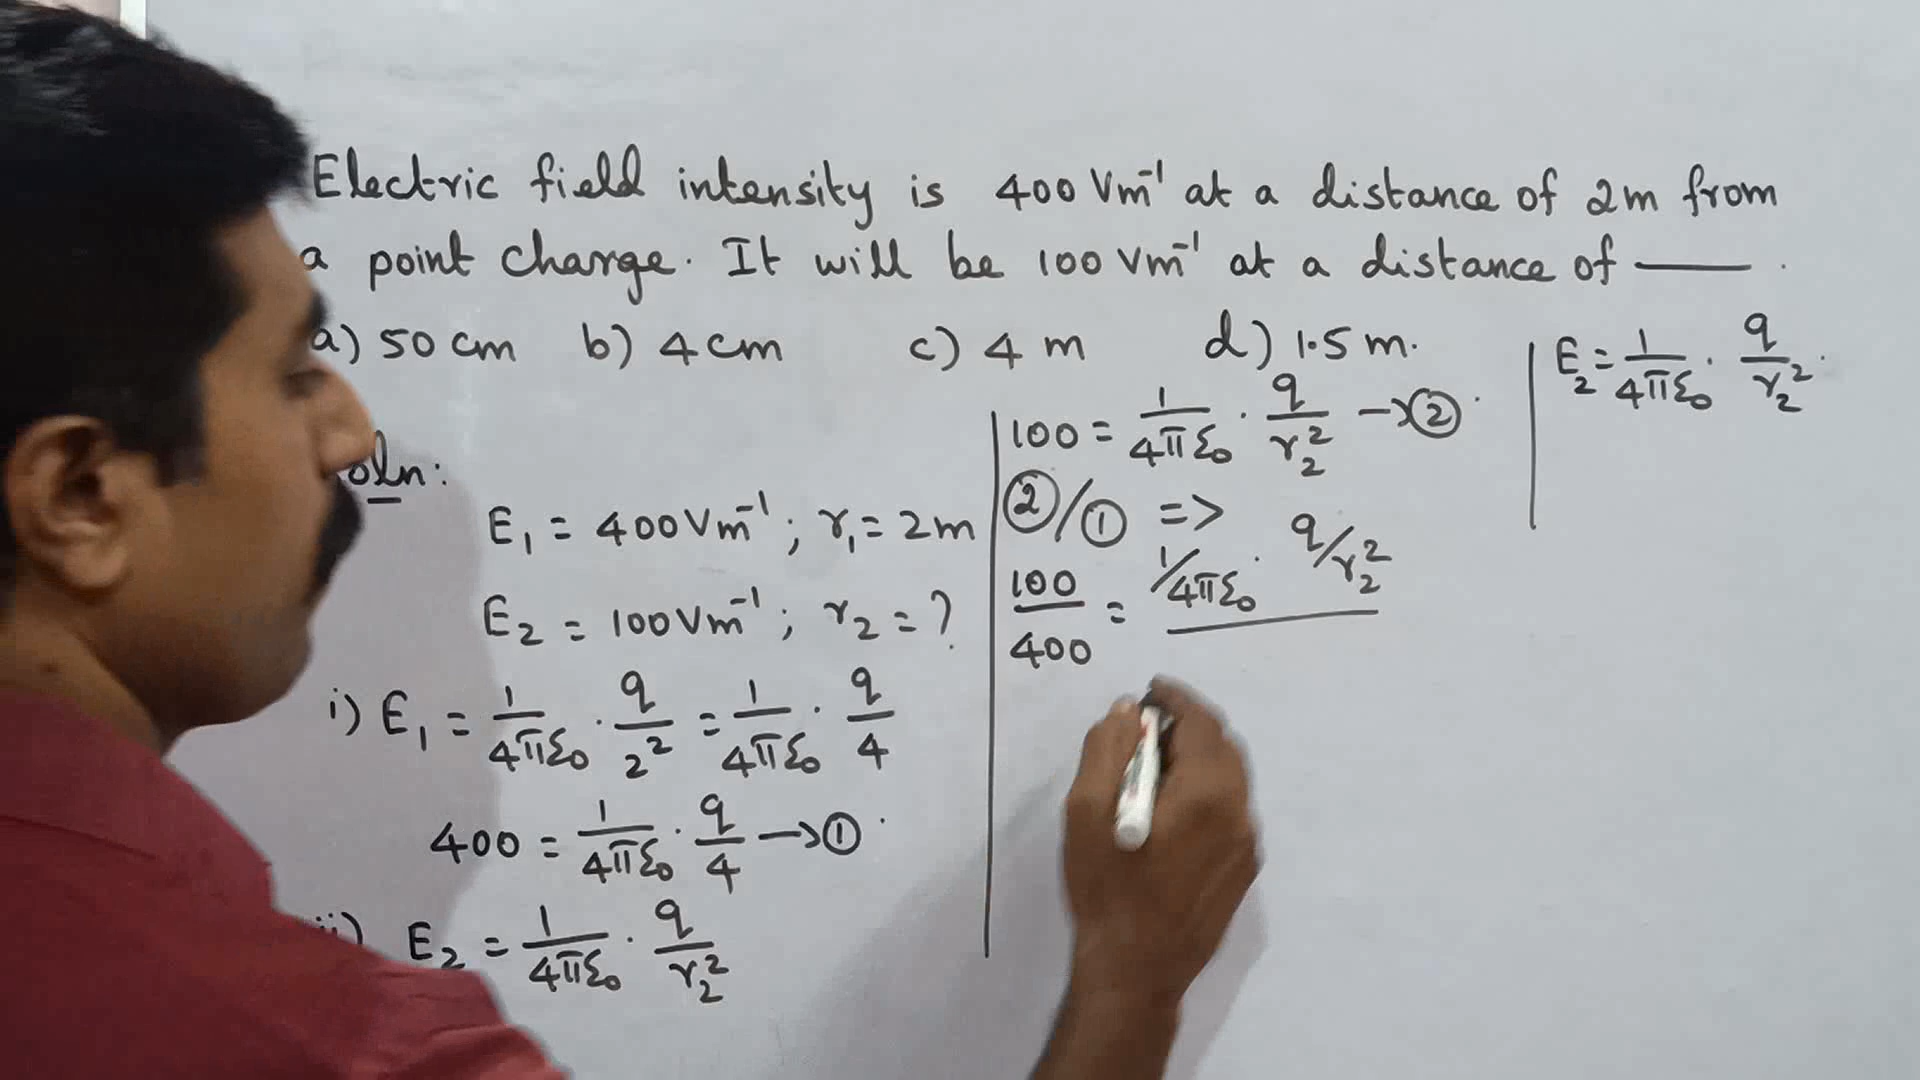 Electric field intensity is 400 Vm⁻¹ at a distance of 2m from
a point charge. It will be 100 Vm⁻¹ at a distance of ——— .
a) 50 cm b) 4 cm c) 4 m d) 1.5 m.
oln:
E₁ = 400 Vm⁻¹ ; r₁ = 2m
E₂ = 100 Vm⁻¹ ; r₂ = ?
i) E₁ = 1/4πε₀ · q/2² = 1/4πε₀ · q/4
400 = 1/4πε₀ · q/4 → ①
ii) E₂ = 1/4πε₀ · q/r₂²
100 = 1/4πε₀ · q/r₂² → ②
②/① =>
100/400 = 1/4πε₀ · q/r₂²
E₂ = 1/4πε₀ · q/r₂² .